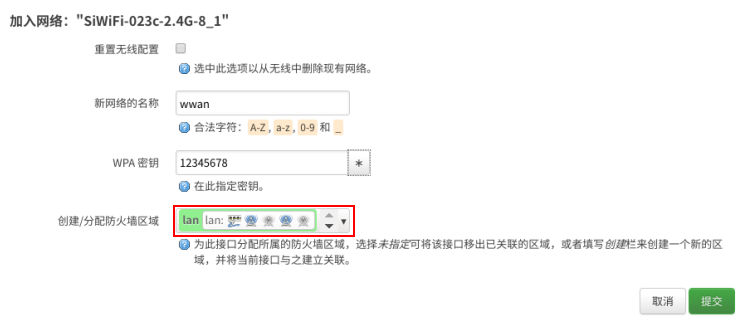 加入网络："SiWiFi-023c-2.4G-8_1"
重置无线配置
选中此选项以从无线中删除现有网络。
新网络的名称 wwan
合法字符： A-Z, a-z, 0-9 和 _
WPA 密钥 12345678 *
在此指定密钥。
创建/分配防火墙区域 lan lan:
为此接口分配所属的防火墙区域，选择未指定可将该接口移出已关联的区域，或者填写创建栏来创建一个新的区
域，并将当前接口与之建立关联。
取消 提交